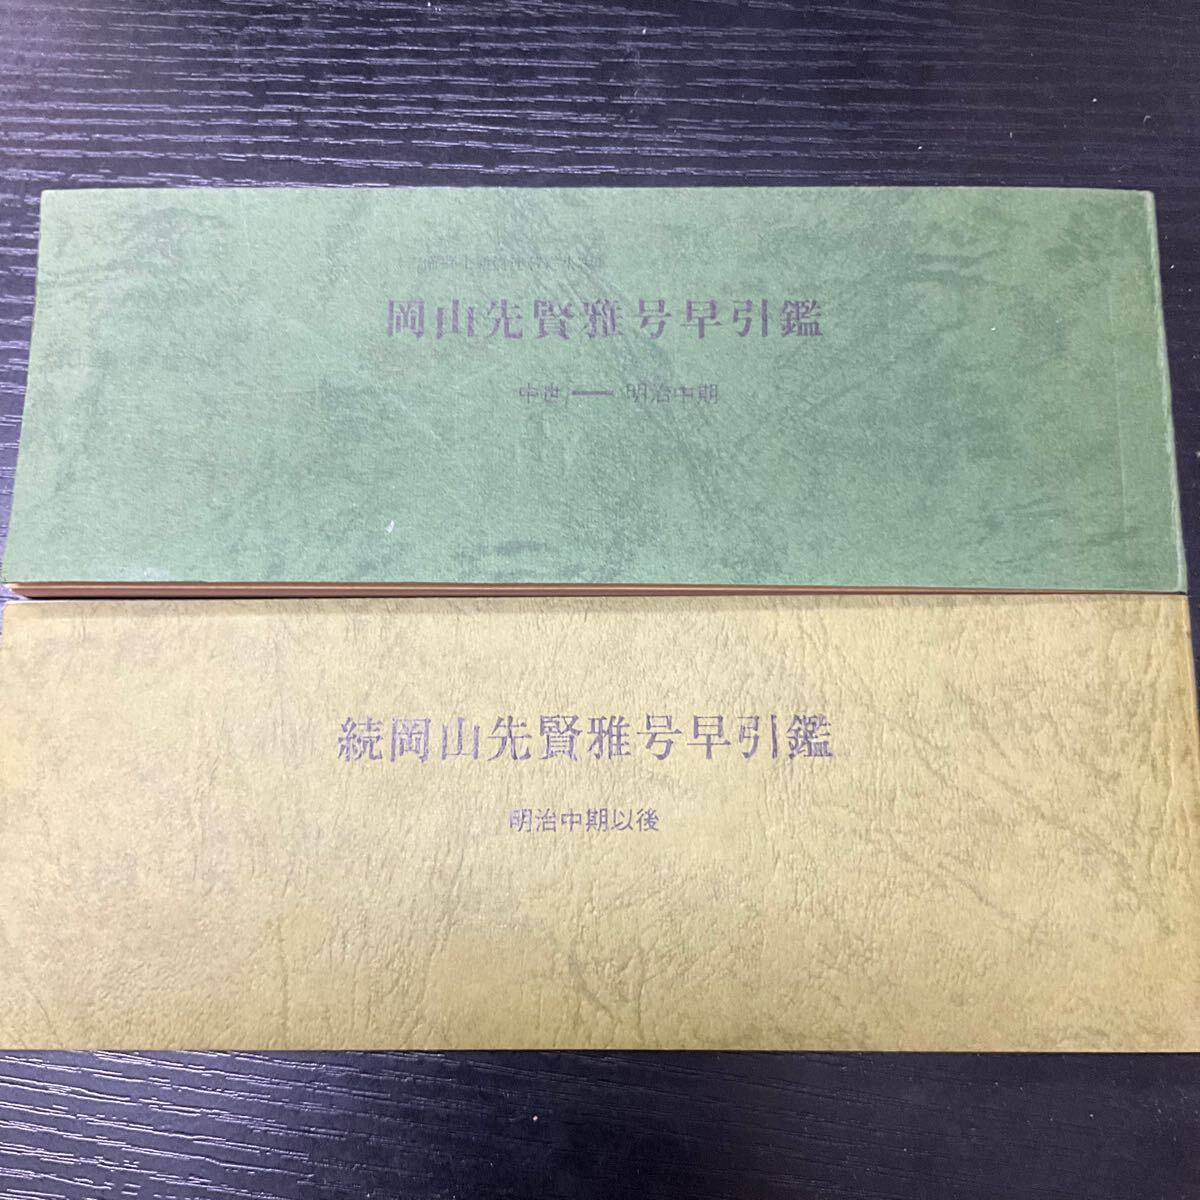 岡山先賢雅号早引鑑
中世 ― 明治中期
続岡山先賢雅号早引鑑
明治中期以後